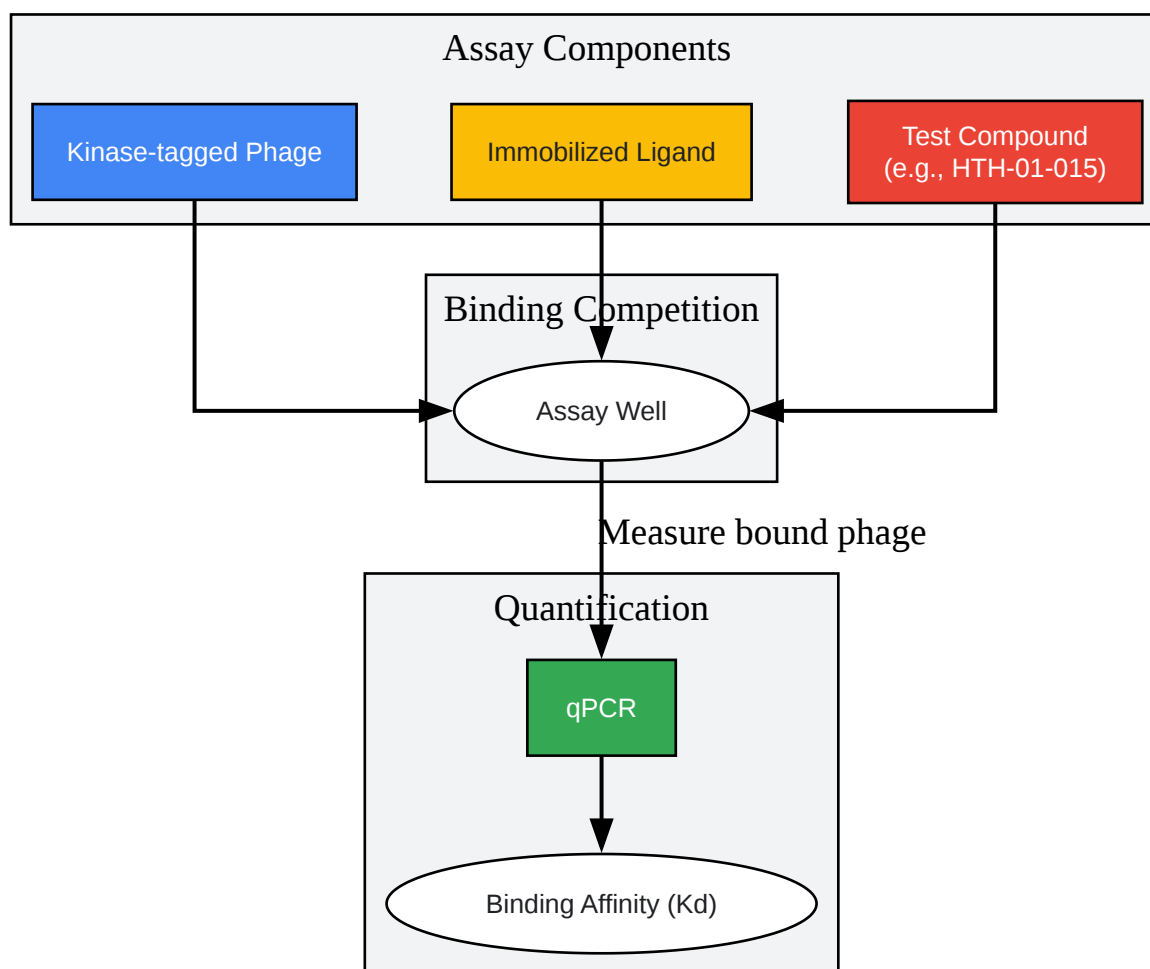 Assay Components
Kinase-tagged Phage
Immobilized Ligand
Test Compound
(e.g., HTH-01-015)
Binding Competition
Assay Well
Measure bound phage
Quantification
qPCR
Binding Affinity (Kd)